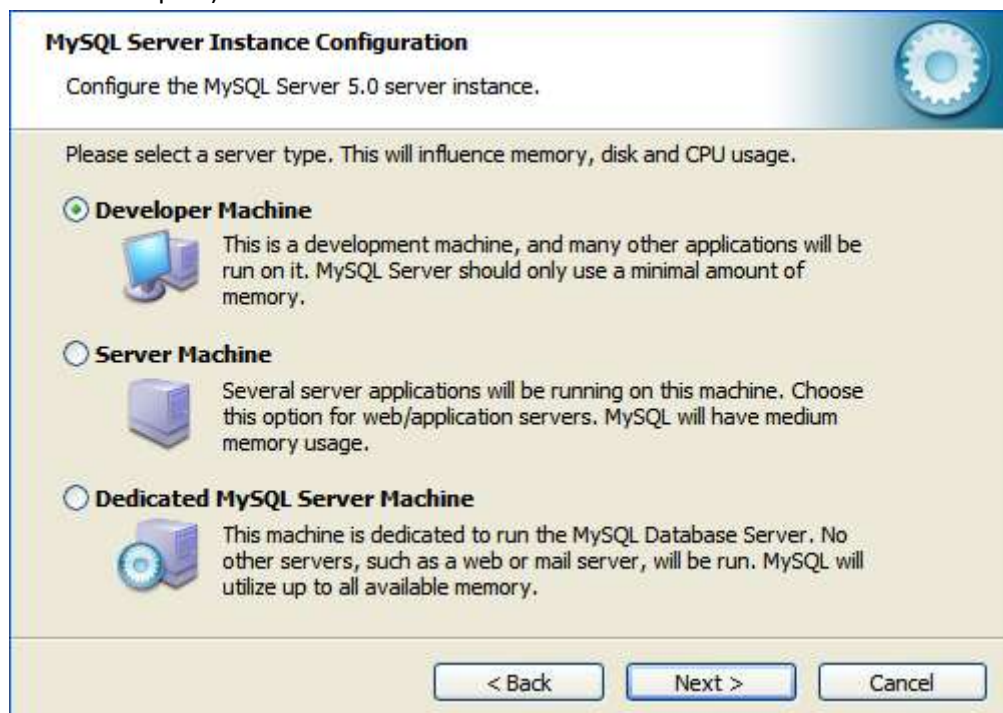 MySQL Server Instance Configuration
Configure the MySQL Server 5.0 server instance.
Please select a server type. This will influence memory, disk and CPU usage.
Developer Machine
This is a development machine, and many other applications will be
run on it. MySQL Server should only use a minimal amount of
memory.
Server Machine
Several server applications will be running on this machine. Choose
this option for web/application servers. MySQL will have medium
memory usage.
Dedicated MySQL Server Machine
This machine is dedicated to run the MySQL Database Server. No
other servers, such as a web or mail server, will be run. MySQL will
utilize up to all available memory.
< Back
Next >
Cancel